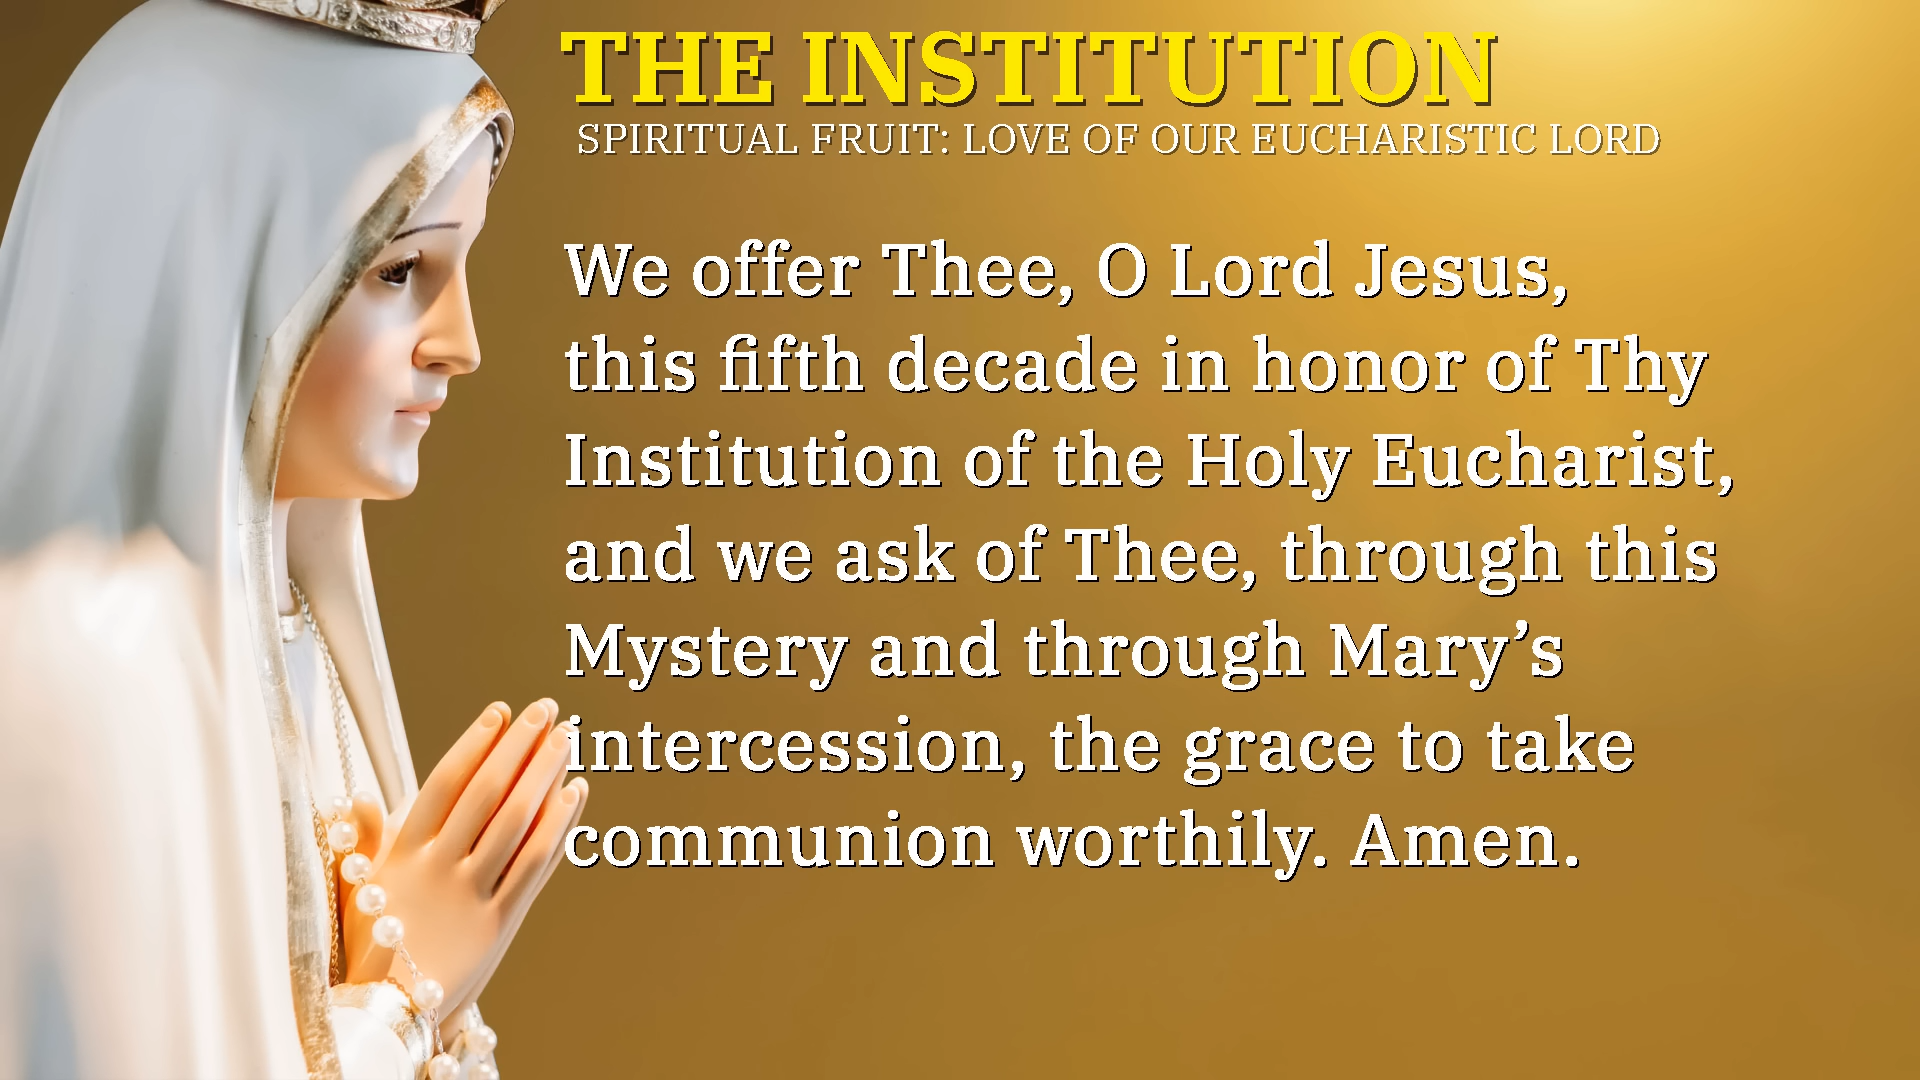 THE INSTITUTION
SPIRITUAL FRUIT: LOVE OF OUR EUCHARISTIC LORD
We offer Thee, O Lord Jesus,
this fifth decade in honor of Thy
Institution of the Holy Eucharist,
and we ask of Thee, through this
Mystery and through Mary’s
intercession, the grace to take
communion worthily. Amen.